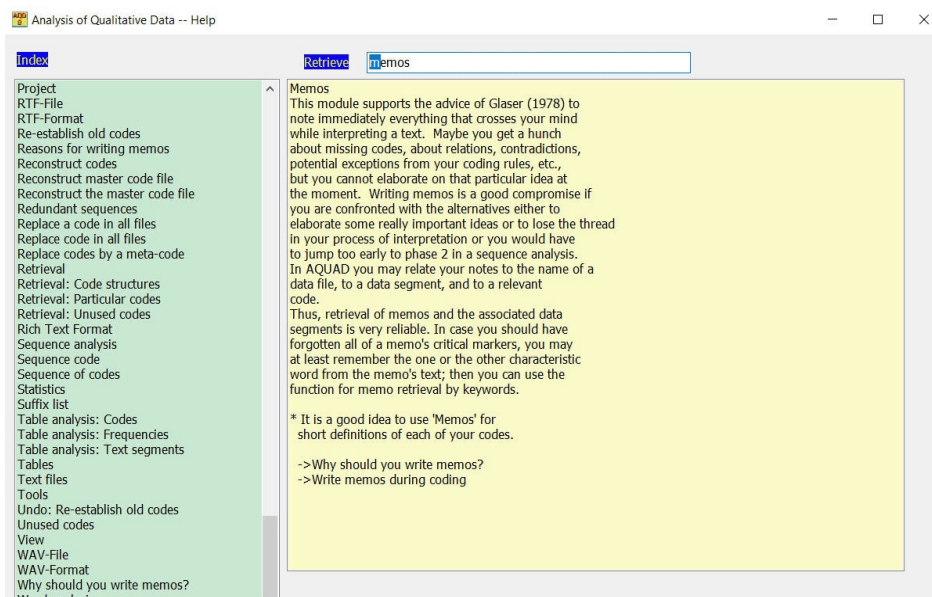 Analysis of Qualitative Data -- Help
Index
Retrieve
memos
Project
RTF-File
RTF-Format
Re-establish old codes
Reasons for writing memos
Reconstruct codes
Reconstruct master code file
Reconstruct the master code file
Redundant sequences
Replace a code in all files
Replace code in all files
Replace codes by a meta-code
Retrieval
Retrieval: Code structures
Retrieval: Particular codes
Retrieval: Unused codes
Rich Text Format
Sequence analysis
Sequence code
Sequence of codes
Statistics
Suffix list
Table analysis: Codes
Table analysis: Frequencies
Table analysis: Text segments
Tables
Text files
Tools
Undo: Re-establish old codes
Unused codes
View
WAV-File
WAV-Format
Why should you write memos?
Memos
This module supports the advice of Glaser (1978) to
note immediately everything that crosses your mind
while interpreting a text.  Maybe you get a hunch
about missing codes, about relations, contradictions,
potential exceptions from your coding rules, etc.,
but you cannot elaborate on that particular idea at
the moment.  Writing memos is a good compromise if
you are confronted with the alternatives either to
elaborate some really important ideas or to lose the thread
in your process of interpretation or you would have
to jump too early to phase 2 in a sequence analysis.
In AQUAD you may relate your notes to the name of a
data file, to a data segment, and to a relevant
code.
Thus, retrieval of memos and the associated data
segments is very reliable. In case you should have
forgotten all of a memo's critical markers, you may
at least remember the one or the other characteristic
word from the memo's text; then you can use the
function for memo retrieval by keywords.
* It is a good idea to use 'Memos' for
short definitions of each of your codes.
->Why should you write memos?
->Write memos during coding